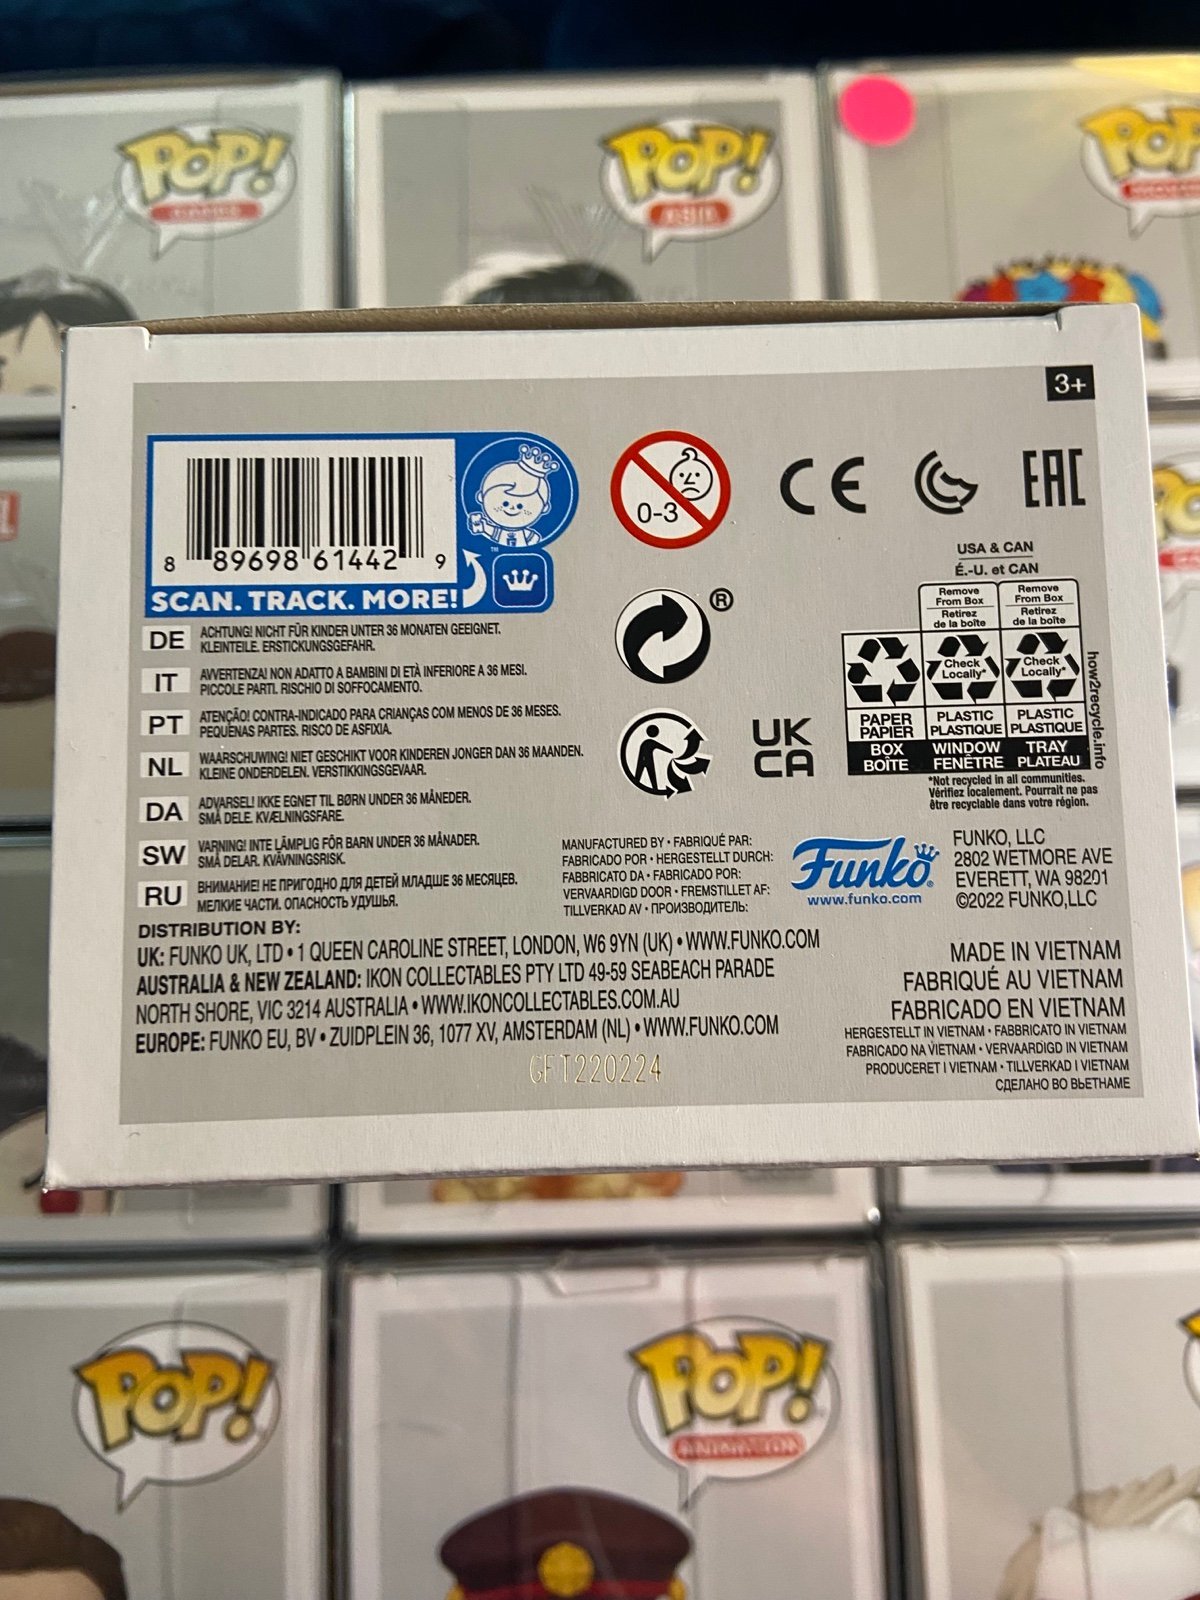 POP!
GAMES
POP!
ASIA
POP!
3+
8 89698 61442 9
SCAN. TRACK. MORE!
™
0-3
CE
EAC
®
UK
CA
USA & CAN
É.-U. et CAN
Remove
From Box
Retirez
de la boîte
Remove
From Box
Retirez
de la boîte
Check
Locally*
Check
Locally*
PAPER
PAPIER
PLASTIC
PLASTIQUE
PLASTIC
PLASTIQUE
BOX
BOÎTE
WINDOW
FENÊTRE
TRAY
PLATEAU
how2recycle.info
*Not recycled in all communities.
Vérifiez localement. Pourrait ne pas
être recyclable dans votre région.
DE ACHTUNG! NICHT FÜR KINDER UNTER 36 MONATEN GEEIGNET.
KLEINTEILE. ERSTICKUNGSGEFAHR.
IT AVVERTENZA! NON ADATTO A BAMBINI DI ETÀ INFERIORE A 36 MESI.
PICCOLE PARTI. RISCHIO DI SOFFOCAMENTO.
PT ATENÇÃO! CONTRA-INDICADO PARA CRIANÇAS COM MENOS DE 36 MESES.
PEQUENAS PARTES. RISCO DE ASFIXIA.
NL WAARSCHUWING! NIET GESCHIKT VOOR KINDEREN JONGER DAN 36 MAANDEN.
KLEINE ONDERDELEN. VERSTIKKINGSGEVAAR.
DA ADVARSEL! IKKE EGNET TIL BØRN UNDER 36 MÅNEDER.
SMÅ DELE. KVÆLNINGSFARE.
SW VARNING! INTE LÄMPLIG FÖR BARN UNDER 36 MÅNADER.
SMÅ DELAR. KVÄVNINGSRISK.
RU ВНИМАНИЕ! НЕ ПРИГОДНО ДЛЯ ДЕТЕЙ МЛАДШЕ 36 МЕСЯЦЕВ.
МЕЛКИЕ ЧАСТИ. ОПАСНОСТЬ УДУШЬЯ.
MANUFACTURED BY • FABRIQUÉ PAR:
FABRICADO POR • HERGESTELLT DURCH:
FABBRICATO DA • FABRICADO POR:
VERVAARDIGD DOOR • FREMSTILLET AF:
TILLVERKAD AV • ПРОИЗВОДИТЕЛЬ:
Funko®
www.funko.com
FUNKO, LLC
2802 WETMORE AVE
EVERETT, WA 98201
©2022 FUNKO,LLC
DISTRIBUTION BY:
UK: FUNKO UK, LTD • 1 QUEEN CAROLINE STREET, LONDON, W6 9YN (UK) • WWW.FUNKO.COM
AUSTRALIA & NEW ZEALAND: IKON COLLECTABLES PTY LTD 49-59 SEABEACH PARADE
NORTH SHORE, VIC 3214 AUSTRALIA • WWW.IKONCOLLECTABLES.COM.AU
EUROPE: FUNKO EU, BV • ZUIDPLEIN 36, 1077 XV, AMSTERDAM (NL) • WWW.FUNKO.COM
GFT220224
MADE IN VIETNAM
FABRIQUÉ AU VIETNAM
FABRICADO EN VIETNAM
HERGESTELLT IN VIETNAM • FABBRICATO IN VIETNAM
FABRICADO NA VIETNAM • VERVAARDIGD IN VIETNAM
PRODUCERET I VIETNAM • TILLVERKAD I VIETNAM
СДЕЛАНО ВО ВЬЕТНАМЕ
POP!
POP!
ANIMATION